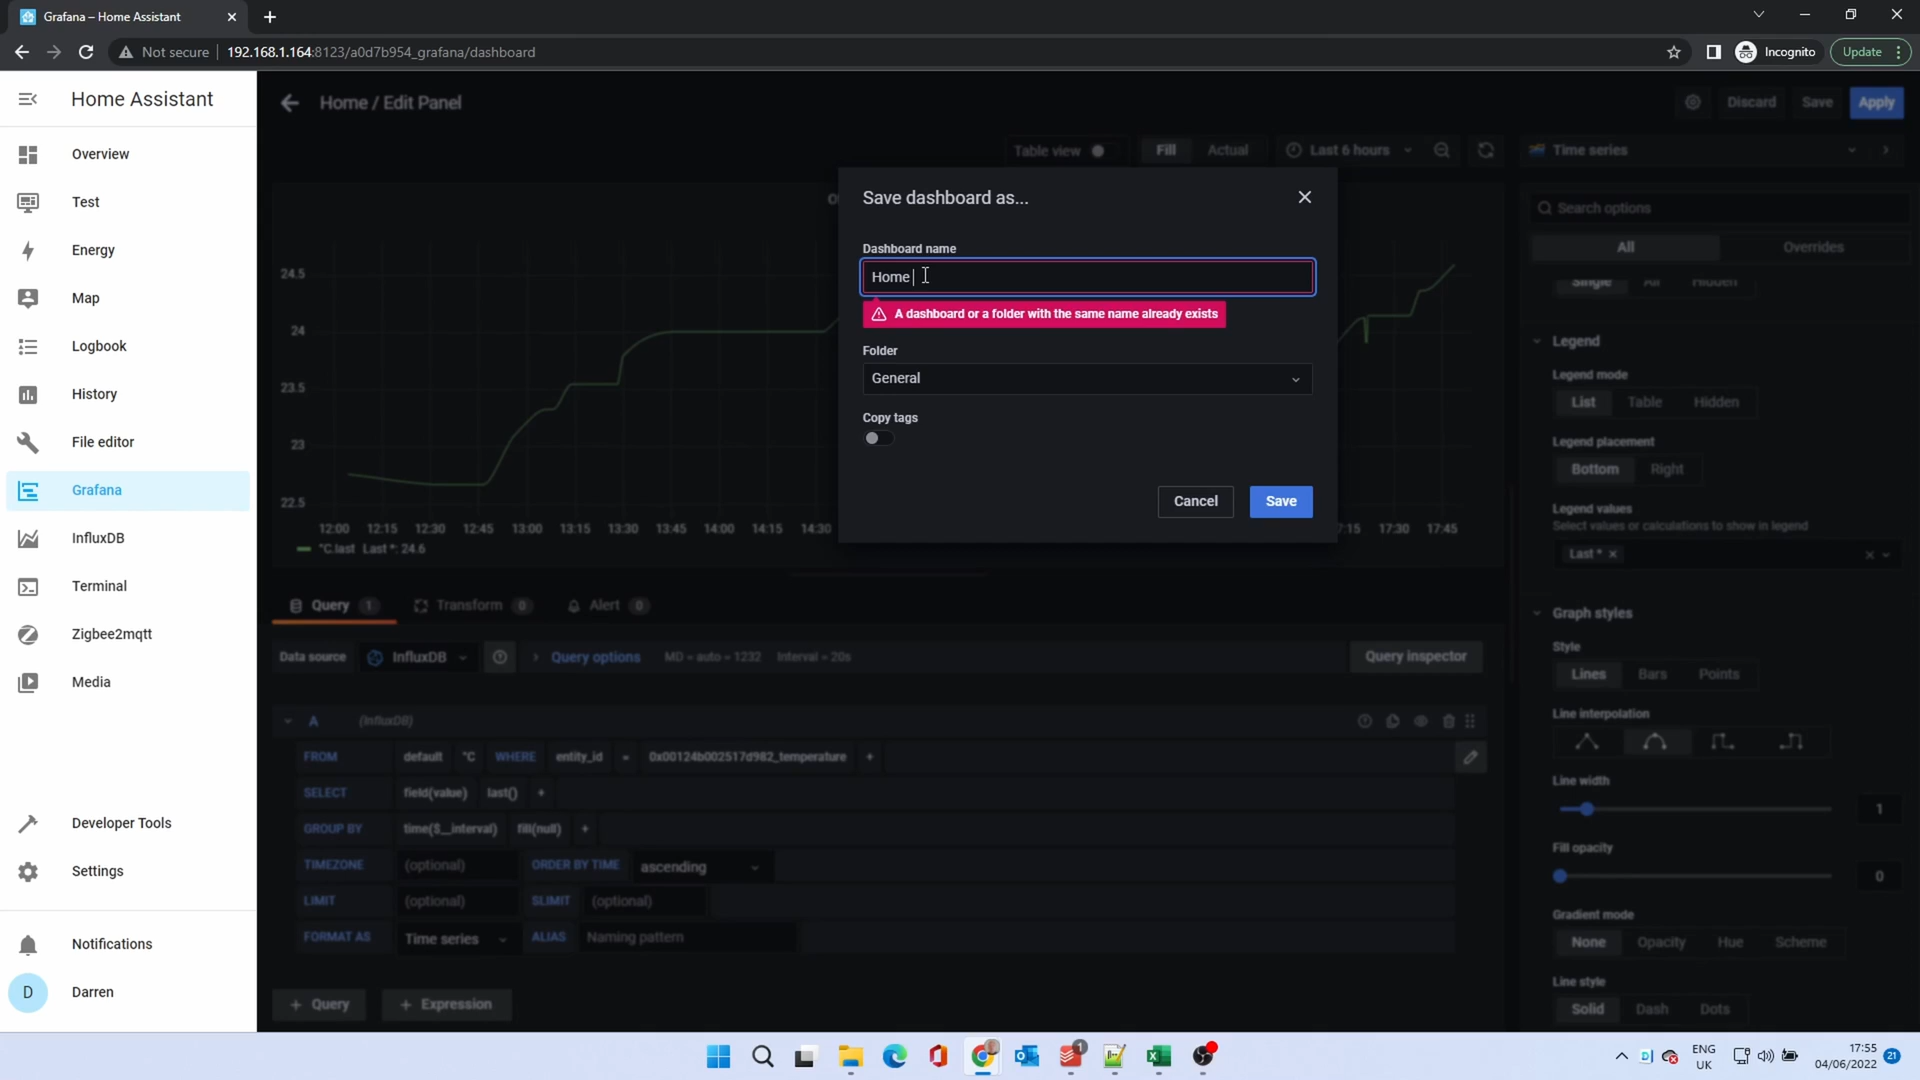 Grafana – Home Assistant
Not secure
192.168.1.164:8123/a0d7b954_grafana/dashboard
Incognito
Update
Home Assistant
Overview
Test
Energy
Map
Logbook
History
File editor
Grafana
InfluxDB
Terminal
Zigbee2mqtt
Media
Developer Tools
Settings
Notifications
D Darren
Home / Edit Panel
Discard Save Apply
Table view Fill Actual Last 6 hours
Time series
Save dashboard as...
Dashboard name
Home
A dashboard or a folder with the same name already exists
Folder
General
Copy tags
Cancel Save
24.5
24
23.5
23
22.5
12:00 12:15 12:30 12:45 13:00 13:15 13:30 13:45 14:00 14:15 14:30 17:30 17:45
°C.last Last *: 24.6
Query 1 Transform 0 Alert 0
Data source InfluxDB Query options MD = auto = 1232 Interval = 20s Query inspector
A (InfluxDB)
FROM default °C WHERE entity_id = 0x00124b002517d982_temperature +
SELECT field(value) last() +
GROUP BY time($__interval) fill(null) +
TIMEZONE (optional) ORDER BY TIME ascending
LIMIT (optional) SLIMIT (optional)
FORMAT AS Time series ALIAS Naming pattern
+ Query + Expression
Search options
All Overrides
Single All Hidden
Legend
Legend mode
List Table Hidden
Legend placement
Bottom Right
Legend values
Select values or calculations to show in legend
Last * ×
Graph styles
Style
Lines Bars Points
Line interpolation
Line width
1
Fill opacity
0
Gradient mode
None Opacity Hue Scheme
Line style
Solid Dash Dots
1
ENG
UK
17:55
04/06/2022
21